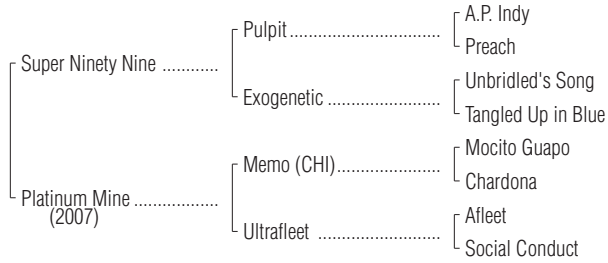 A.P. Indy
Pulpit
Preach
Super Ninety Nine
Unbridled's Song
Exogenetic
Tangled Up in Blue
Mocito Guapo
Memo (CHI)
Chardona
Platinum Mine
(2007)
Afleet
Ultrafleet
Social Conduct